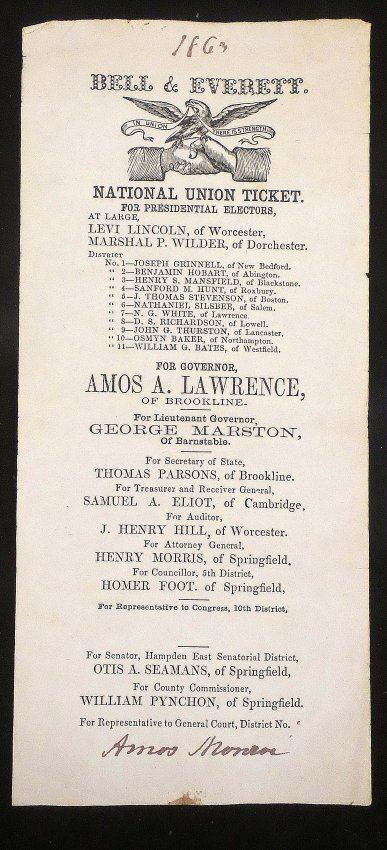 1860
BELL & EVERETT.
IN UNION THERE IS STRENGTH
NATIONAL UNION TICKET.
FOR PRESIDENTIAL ELECTORS,
AT LARGE,
LEVI LINCOLN, of Worcester,
MARSHAL P. WILDER, of Dorchester.
District
No. 1—JOSEPH GRINNELL, of New Bedford.
" 2—BENJAMIN HOBART, of Abington.
" 3—HENRY S. MANSFIELD, of Blackstone.
" 4—SANFORD M. HUNT, of Roxbury.
" 5—J. THOMAS STEVENSON, of Boston.
" 6—NATHANIEL SILSBEE, of Salem.
" 7—N. G. WHITE, of Lawrence.
" 8—D. S. RICHARDSON, of Lowell.
" 9—JOHN G. THURSTON, of Lancaster.
" 10—OSMYN BAKER, of Northampton.
" 11—WILLIAM G. BATES, of Westfield.
FOR GOVERNOR,
AMOS A. LAWRENCE,
OF BROOKLINE.
For Lieutenant Governor,
GEORGE MARSTON,
Of Barnstable.
For Secretary of State,
THOMAS PARSONS, of Brookline.
For Treasurer and Receiver General,
SAMUEL A. ELIOT, of Cambridge,
For Auditor,
J. HENRY HILL, of Worcester.
For Attorney General,
HENRY MORRIS, of Springfield,
For Councillor, 5th District,
HOMER FOOT. of Springfield,
For Representative to Congress, 10th District,
For Senator, Hampden East Senatorial District,
OTIS A. SEAMANS, of Springfield,
For County Commissioner,
WILLIAM PYNCHON, of Springfield.
For Representative to General Court, District No.
Amos Monroe